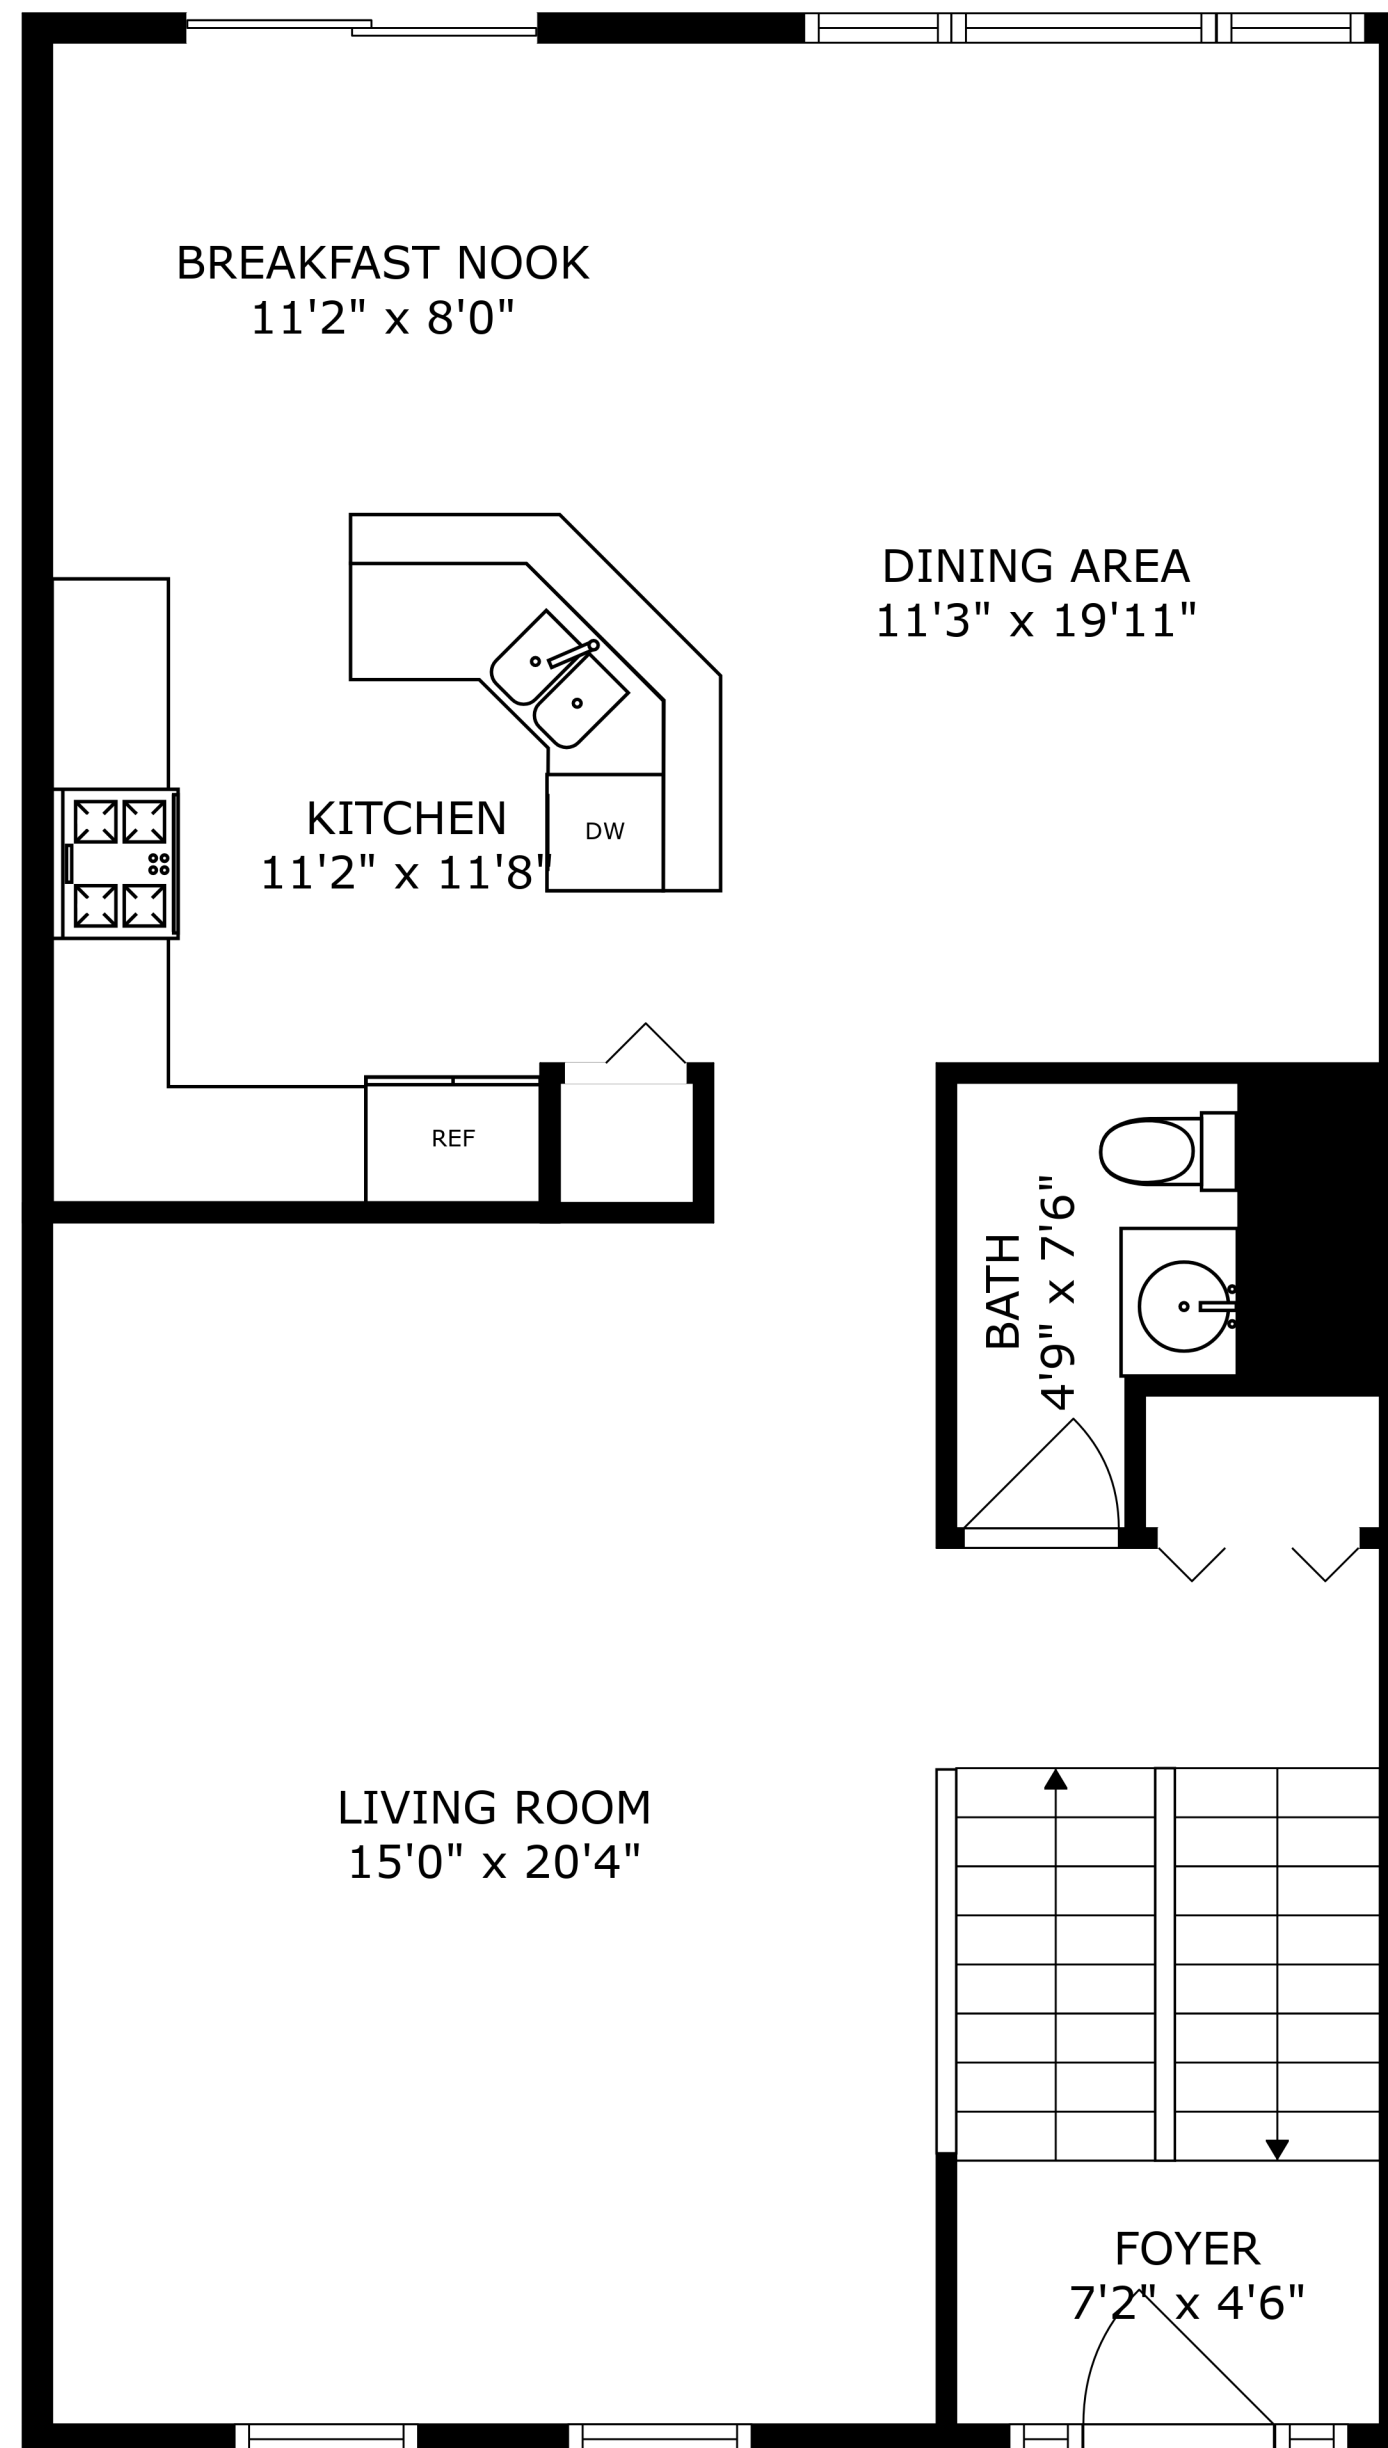 BREAKFAST NOOK
11'2" x 8'0"
DINING AREA
11'3" x 19'11"
KITCHEN
11'2" x 11'8"
DW
REF
BATH
4'9" x 7'6"
LIVING ROOM
15'0" x 20'4"
FOYER
7'2" x 4'6"